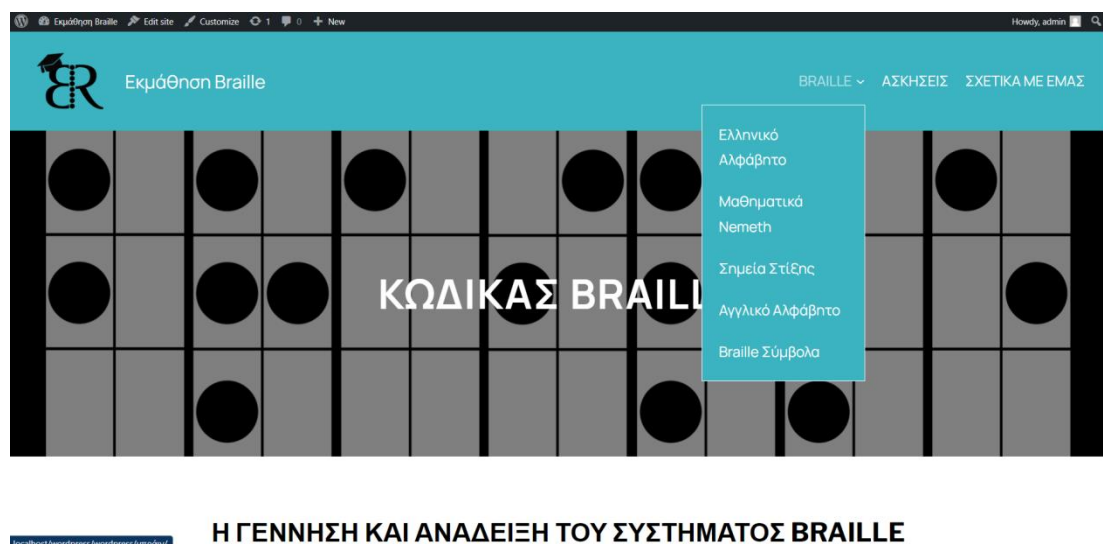 Εκμάθηση Braille Edit site Customize 1 0 New Howdy, admin
Εκμάθηση Braille
BRAILLE ΑΣΚΗΣΕΙΣ ΣΧΕΤΙΚΑ ΜΕ ΕΜΑΣ
Ελληνικό
Αλφάβητο
Μαθηματικά
Nemeth
Σημεία Στίξης
Αγγλικό Αλφάβητο
Braille Σύμβολα
ΚΩΔΙΚΑΣ
Η ΓΕΝΝΗΣΗ ΚΑΙ ΑΝΑΔΕΙΞΗ ΤΟΥ ΣΥΣΤΗΜΑΤΟΣ BRAILLE